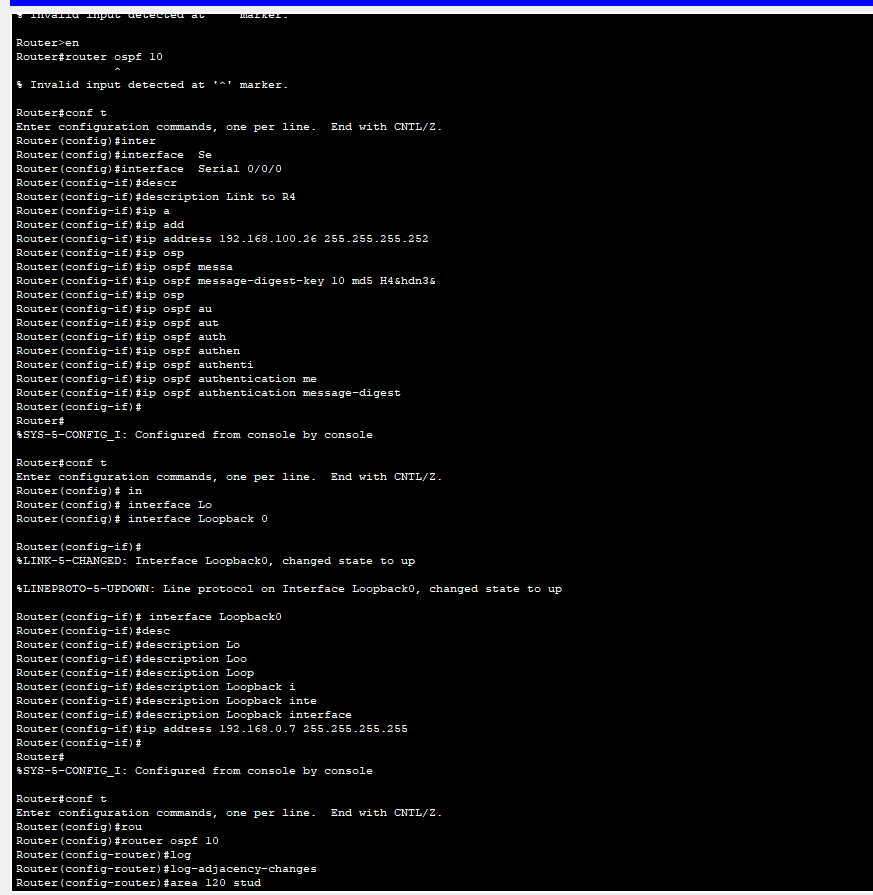 % Invalid input detected at marker.
Router>en
Router#router ospf 10
^
% Invalid input detected at '^' marker.
Router#conf t
Enter configuration commands, one per line. End with CNTL/Z.
Router(config)#inter
Router(config)#interface Se
Router(config)#interface Serial 0/0/0
Router(config-if)#descr
Router(config-if)#description Link to R4
Router(config-if)#ip a
Router(config-if)#ip add
Router(config-if)#ip address 192.168.100.26 255.255.255.252
Router(config-if)#ip osp
Router(config-if)#ip ospf messa
Router(config-if)#ip ospf message-digest-key 10 md5 H4&hdn3&
Router(config-if)#ip osp
Router(config-if)#ip ospf au
Router(config-if)#ip ospf aut
Router(config-if)#ip ospf auth
Router(config-if)#ip ospf authen
Router(config-if)#ip ospf authenti
Router(config-if)#ip ospf authentication me
Router(config-if)#ip ospf authentication message-digest
Router(config-if)#
Router#
%SYS-5-CONFIG_I: Configured from console by console
Router#conf t
Enter configuration commands, one per line. End with CNTL/Z.
Router(config)# in
Router(config)# interface Lo
Router(config)# interface Loopback 0
Router(config-if)#
%LINK-5-CHANGED: Interface Loopback0, changed state to up
%LINEPROTO-5-UPDOWN: Line protocol on Interface Loopback0, changed state to up
Router(config-if)# interface Loopback0
Router(config-if)#desc
Router(config-if)#description Lo
Router(config-if)#description Loo
Router(config-if)#description Loop
Router(config-if)#description Loopback i
Router(config-if)#description Loopback inte
Router(config-if)#description Loopback interface
Router(config-if)#ip address 192.168.0.7 255.255.255.255
Router(config-if)#
Router#
%SYS-5-CONFIG_I: Configured from console by console
Router#conf t
Enter configuration commands, one per line. End with CNTL/Z.
Router(config)#rou
Router(config)#router ospf 10
Router(config-router)#log
Router(config-router)#log-adjacency-changes
Router(config-router)#area 120 stud